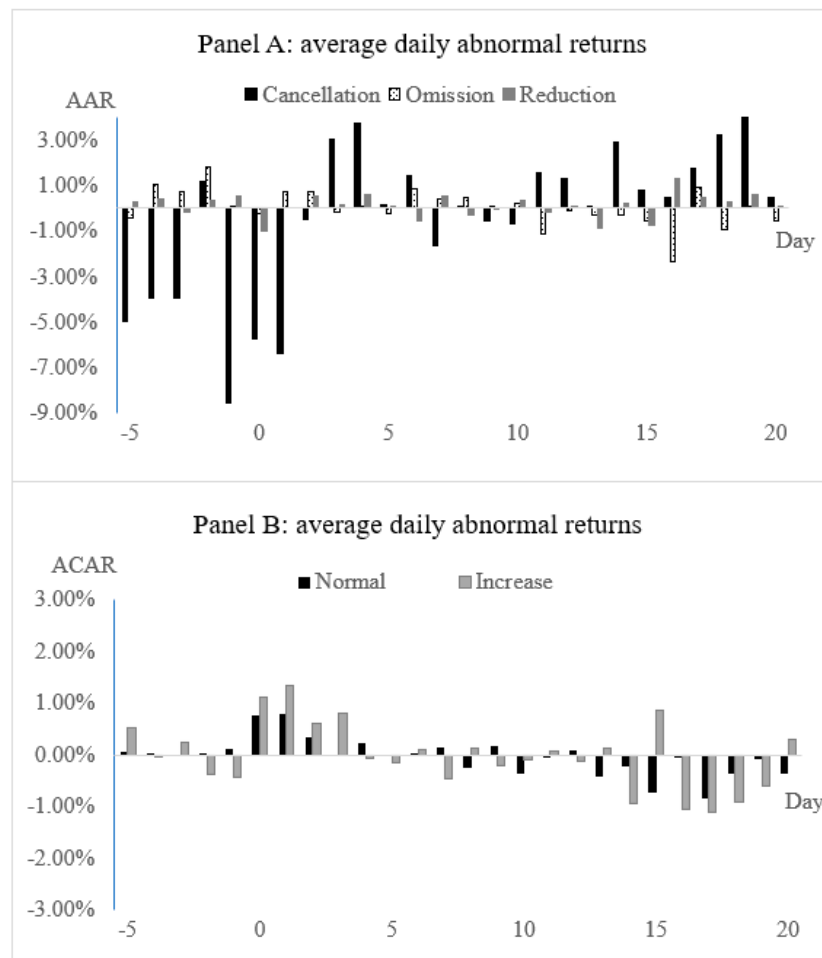 Panel A: average daily abnormal returns
AAR
Cancellation Omission Reduction
3.00%
1.00%
-1.00%
Day
-3.00%
-5.00%
-7.00%
-9.00%
-5 0 5 10 15 20
Panel B: average daily abnormal returns
ACAR
Normal Increase
3.00%
2.00%
1.00%
0.00%
-1.00%
Day
-2.00%
-3.00%
-5 0 5 10 15 20